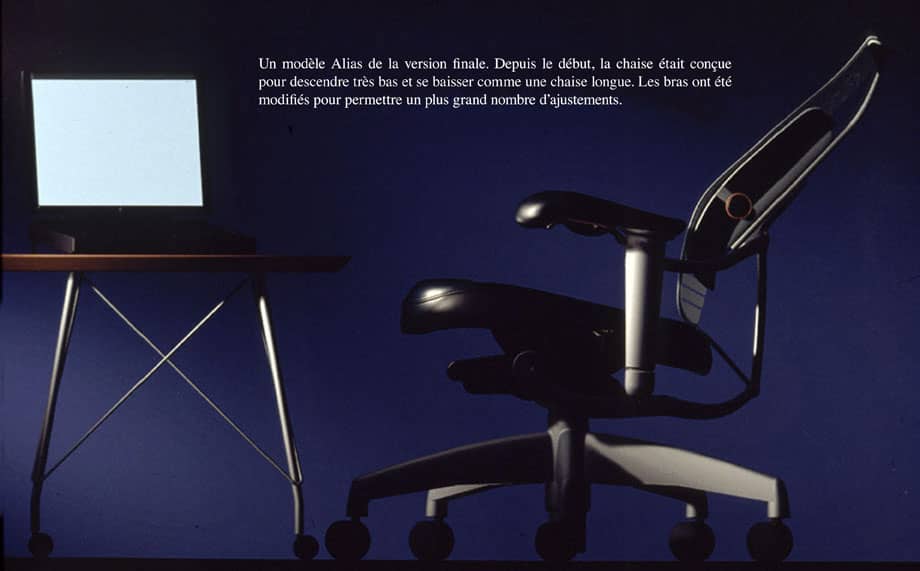 Un modèle Alias de la version finale. Depuis le début, la chaise était conçue
pour descendre très bas et se baisser comme une chaise longue. Les bras ont été
modifiés pour permettre un plus grand nombre d'ajustements.